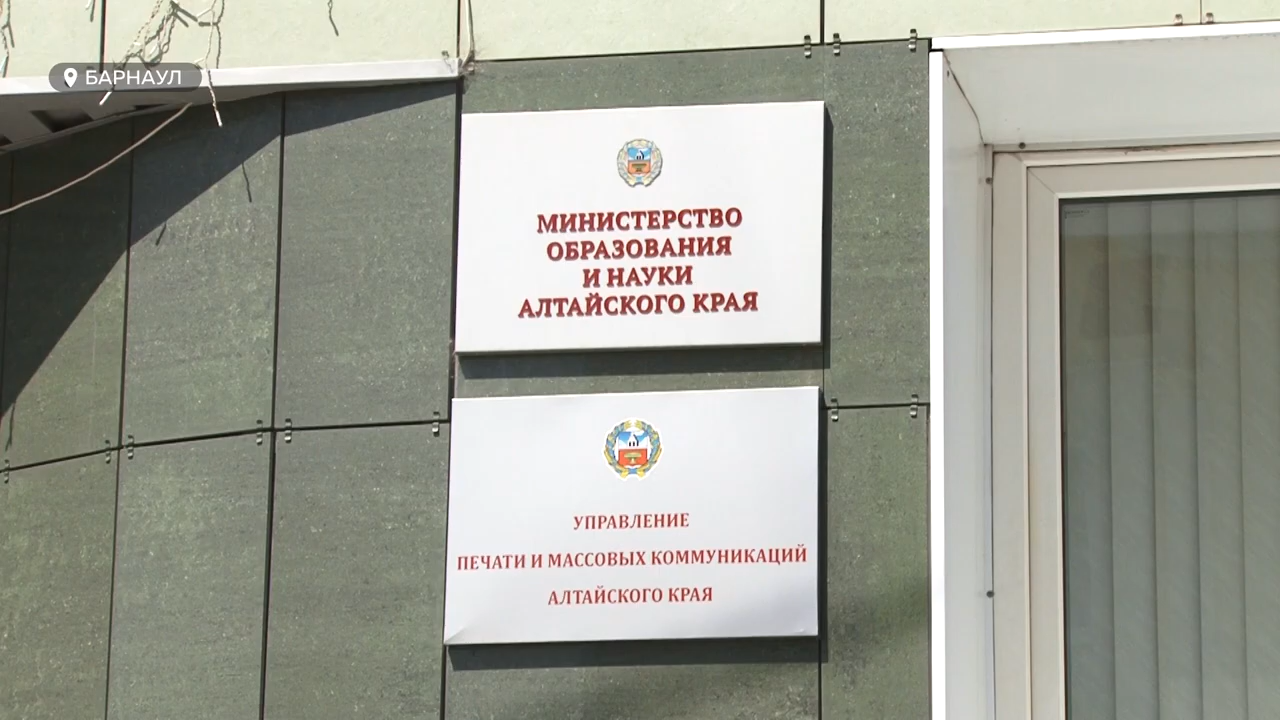 БАРНАУЛ
МИНИСТЕРСТВО
ОБРАЗОВАНИЯ
И НАУКИ
АЛТАЙСКОГО КРАЯ
УПРАВЛЕНИЕ
ПЕЧАТИ И МАССОВЫХ КОММУНИКАЦИЙ
АЛТАЙСКОГО КРАЯ